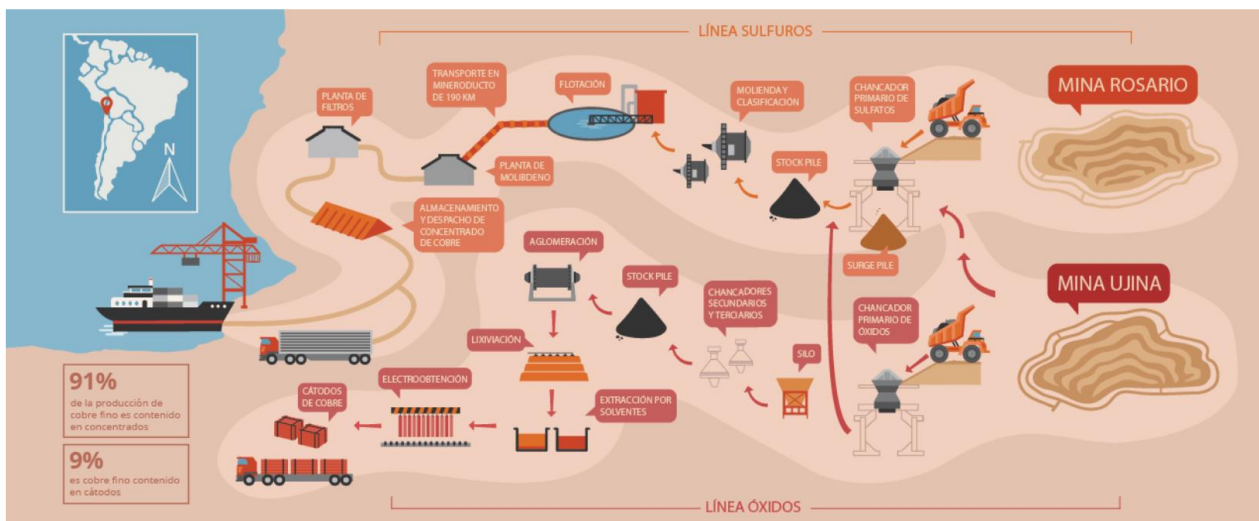 LÍNEA SULFUROS
N
PLANTA DE
FILTROS
TRANSPORTE EN
MINERODUCTO
DE 190 KM
FLOTACIÓN
MOLIENDA Y
CLASIFICACIÓN
CHANCADOR
PRIMARIO DE
SULFATOS
MINA ROSARIO
PLANTA DE
MOLIBDENO
STOCK PILE
ALMACENAMIENTO
Y DESPACHO DE
CONCENTRADO
DE COBRE
SURGE PILE
AGLOMERACIÓN
STOCK PILE
CHANCADORES
SECUNDARIOS
Y TERCIARIOS
SILO
CHANCADOR
PRIMARIO DE
ÓXIDOS
MINA UJINA
LIXIVIACIÓN
EXTRACCIÓN POR
SOLVENTES
ELECTROOBTENCIÓN
CÁTODOS
DE COBRE
91%
de la producción de
cobre fino es contenido
en concentrados
9%
es cobre fino contenido
en cátodos
LÍNEA ÓXIDOS